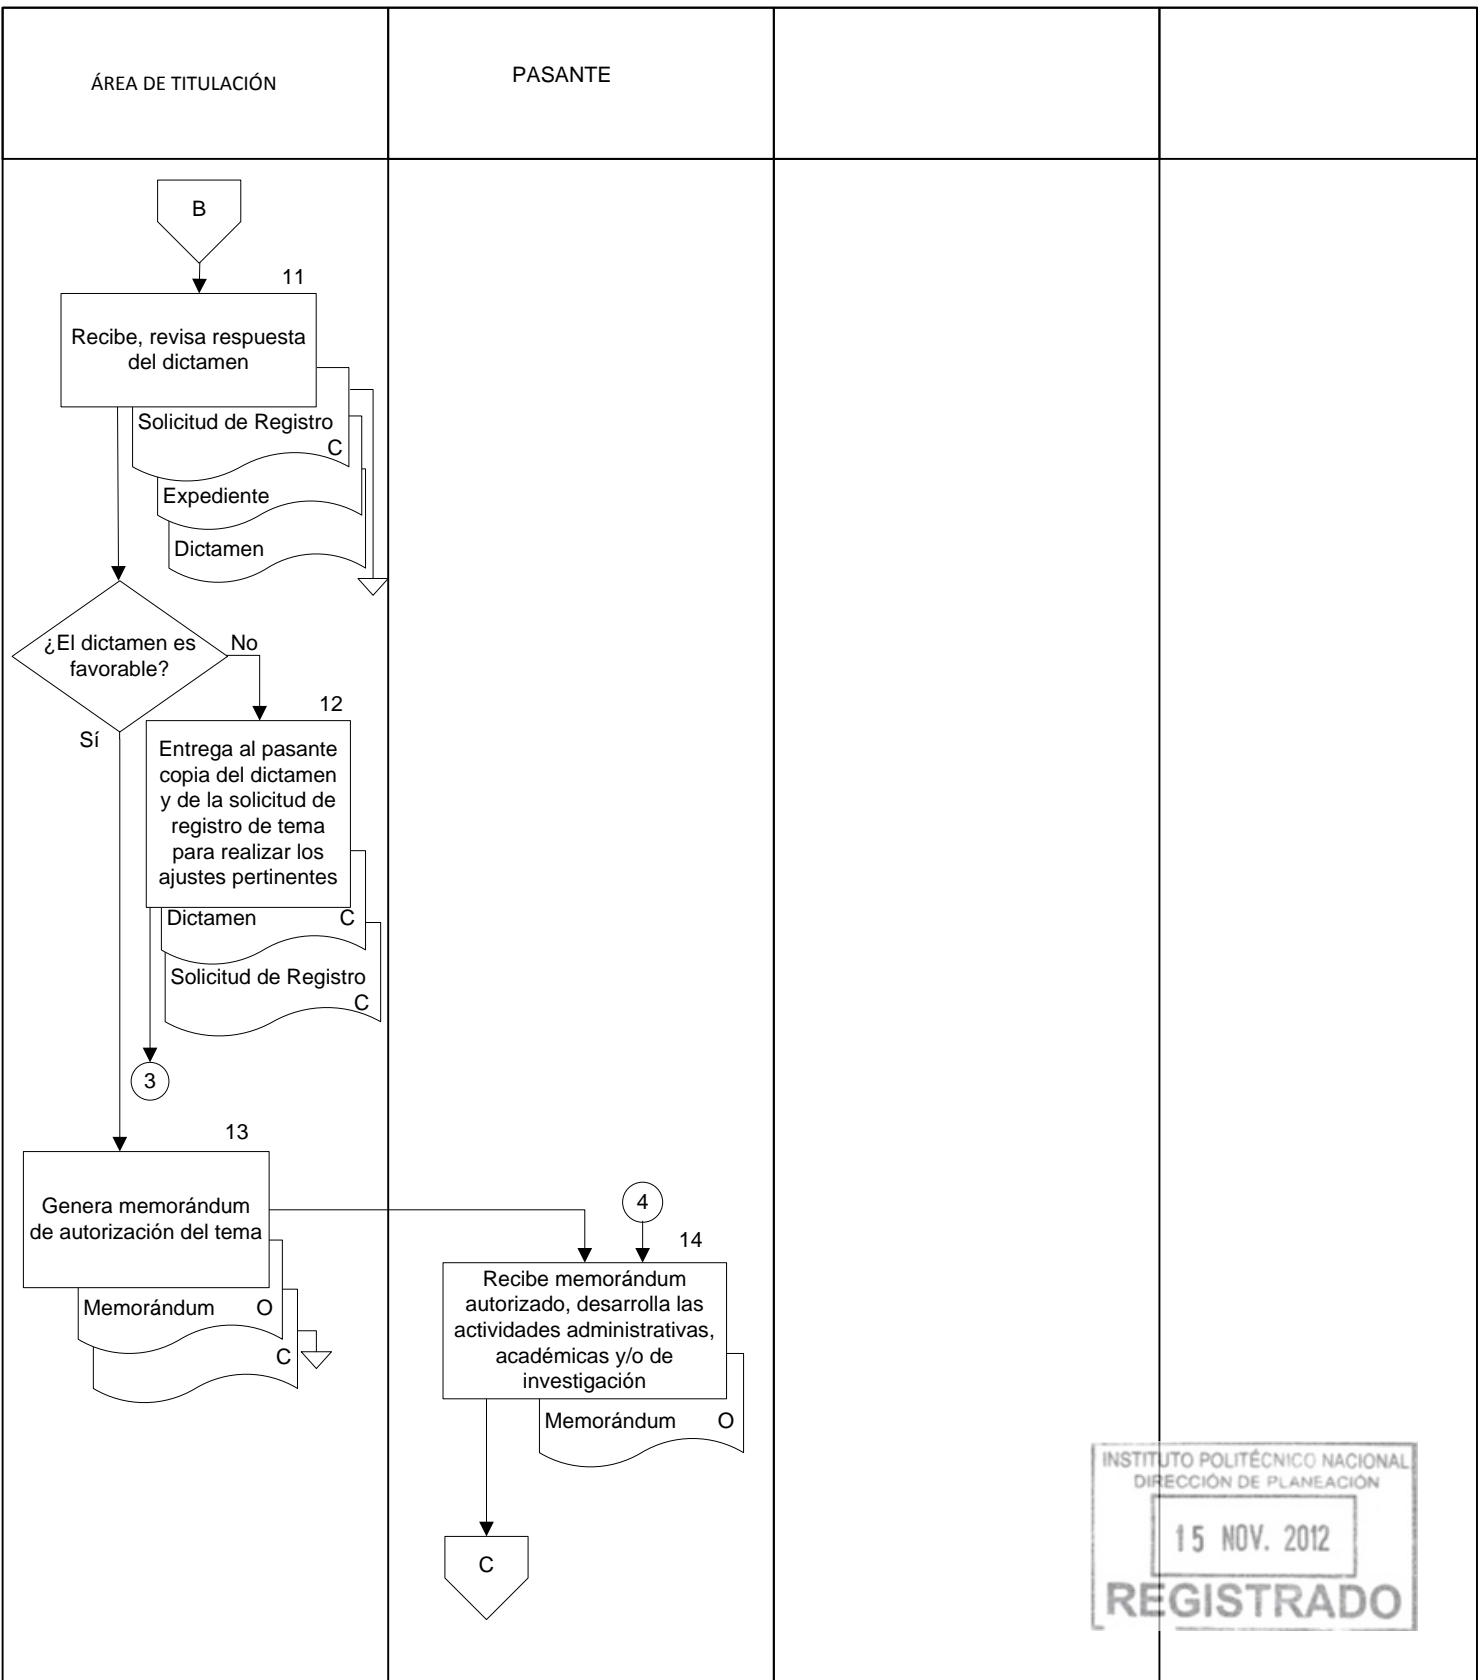 ÁREA DE TITULACIÓN
PASANTE
B
11
Recibe, revisa respuesta
del dictamen
Solicitud de Registro
C
Expediente
Dictamen
¿El dictamen es
favorable?
No
Sí
12
Entrega al pasante
copia del dictamen
y de la solicitud de
registro de tema
para realizar los
ajustes pertinentes
Dictamen C
Solicitud de Registro
C
3
13
Genera memorándum
de autorización del tema
Memorándum O
C
4
14
Recibe memorándum
autorizado, desarrolla las
actividades administrativas,
académicas y/o de
investigación
Memorándum O
C
INSTITUTO POLITÉCNICO NACIONAL
DIRECCIÓN DE PLANEACIÓN
15 NOV. 2012
REGISTRADO